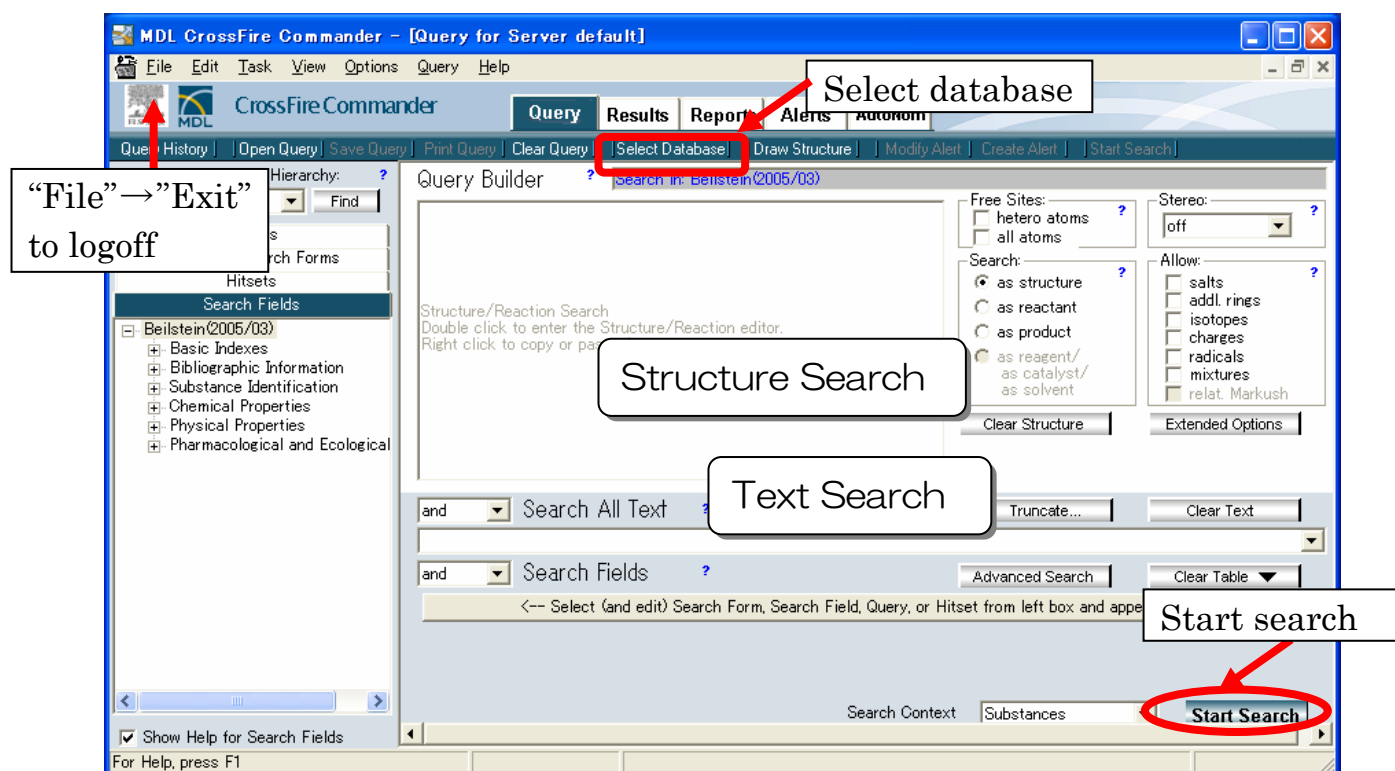 MDL CrossFire Commander - [Query for Server default]
File Edit Task View Options Query Help
Select database
MDL CrossFire Commander
Query Results Reports Alerts Autonom
Query History Open Query Save Query Print Query Clear Query Select Database Draw Structure Modify Alert Create Alert Start Search
“File”→”Exit”
to logoff
Hierarchy: ?
Find
s
rch Forms
Hitsets
Search Fields
Beilstein(2005/03)
Basic Indexes
Bibliographic Information
Substance Identification
Chemical Properties
Physical Properties
Pharmacological and Ecological
Show Help for Search Fields
Query Builder ? Search in: Beilstein(2005/03)
Structure/Reaction Search
Double click to enter the Structure/Reaction editor.
Right click to copy or pas
Structure Search
Free Sites: ?
hetero atoms
all atoms
Stereo: ?
off
Search: ?
as structure
as reactant
as product
as reagent/
as catalyst/
as solvent
Allow: ?
salts
addl. rings
isotopes
charges
radicals
mixtures
relat. Markush
Clear Structure Extended Options
Text Search
and Search All Text ? Truncate... Clear Text
and Search Fields ? Advanced Search Clear Table
<-- Select (and edit) Search Form, Search Field, Query, or Hitset from left box and appe
Start search
Search Context Substances Start Search
For Help, press F1